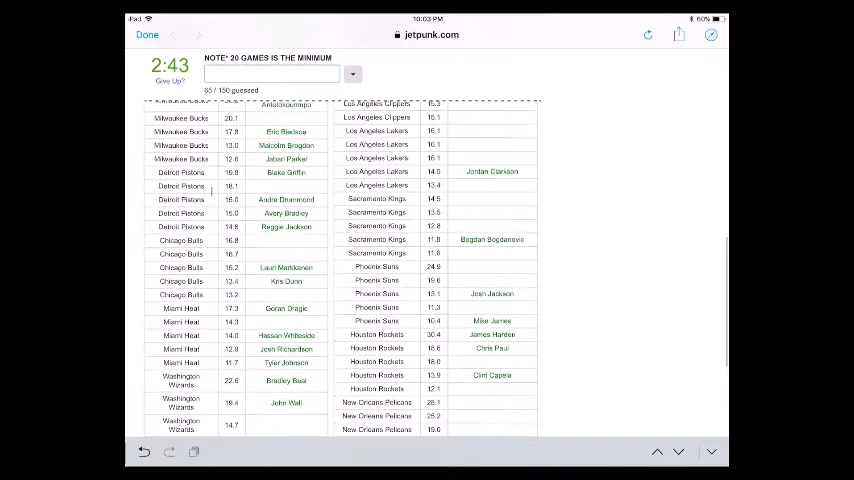 iPad
10:03 PM
60%
Done
jetpunk.com
2:43
Give Up?
NOTE* 20 GAMES IS THE MINIMUM
65 / 150 guessed
Antotokounmpo
Milwaukee Bucks 20.1
Milwaukee Bucks 17.8 Eric Bledsoe
Milwaukee Bucks 13.0 Malcolm Brogdon
Milwaukee Bucks 12.6 Jabari Parker
Detroit Pistons 19.8 Blake Griffin
Detroit Pistons 18.1
Detroit Pistons 15.0 Andre Drummond
Detroit Pistons 15.0 Avery Bradley
Detroit Pistons 14.6 Reggie Jackson
Chicago Bulls 16.8
Chicago Bulls 16.7
Chicago Bulls 15.2 Lauri Markkanen
Chicago Bulls 13.4 Kris Dunn
Chicago Bulls 13.2
Miami Heat 17.3 Goran Dragic
Miami Heat 14.3
Miami Heat 14.0 Hassan Whiteside
Miami Heat 12.9 Josh Richardson
Miami Heat 11.7 Tyler Johnson
Washington
Wizards 22.6 Bradley Beal
Washington
Wizards 19.4 John Wall
Washington
Wizards 14.7
Los Angeles Clippers 15.3
Los Angeles Clippers 15.1
Los Angeles Lakers 16.1
Los Angeles Lakers 16.1
Los Angeles Lakers 16.1
Los Angeles Lakers 14.5 Jordan Clarkson
Los Angeles Lakers 13.4
Sacramento Kings 14.5
Sacramento Kings 13.5
Sacramento Kings 12.8
Sacramento Kings 11.8 Bogdan Bogdanovic
Sacramento Kings 11.6
Phoenix Suns 24.9
Phoenix Suns 19.6
Phoenix Suns 13.1 Josh Jackson
Phoenix Suns 11.3
Phoenix Suns 10.4 Mike James
Houston Rockets 30.4 James Harden
Houston Rockets 18.6 Chris Paul
Houston Rockets 18.0
Houston Rockets 13.9 Clint Capela
Houston Rockets 12.1
New Orleans Pelicans 28.1
New Orleans Pelicans 25.2
New Orleans Pelicans 19.0